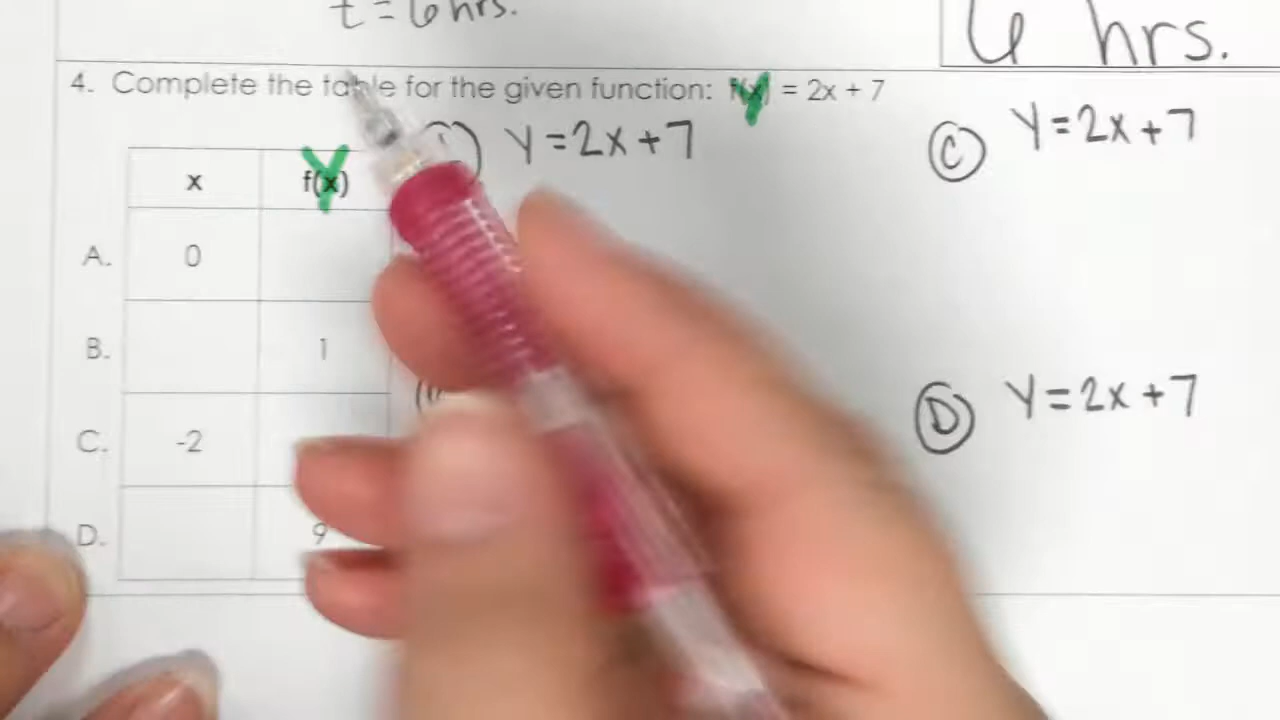 t = 6 hrs.
6 hrs.
4. Complete the table for the given function: f(x) = 2x + 7
Y = 2x + 7
C Y = 2x + 7
x f(x) Y
A. 0
B. 1
C. -2
D Y = 2x + 7
D. 9